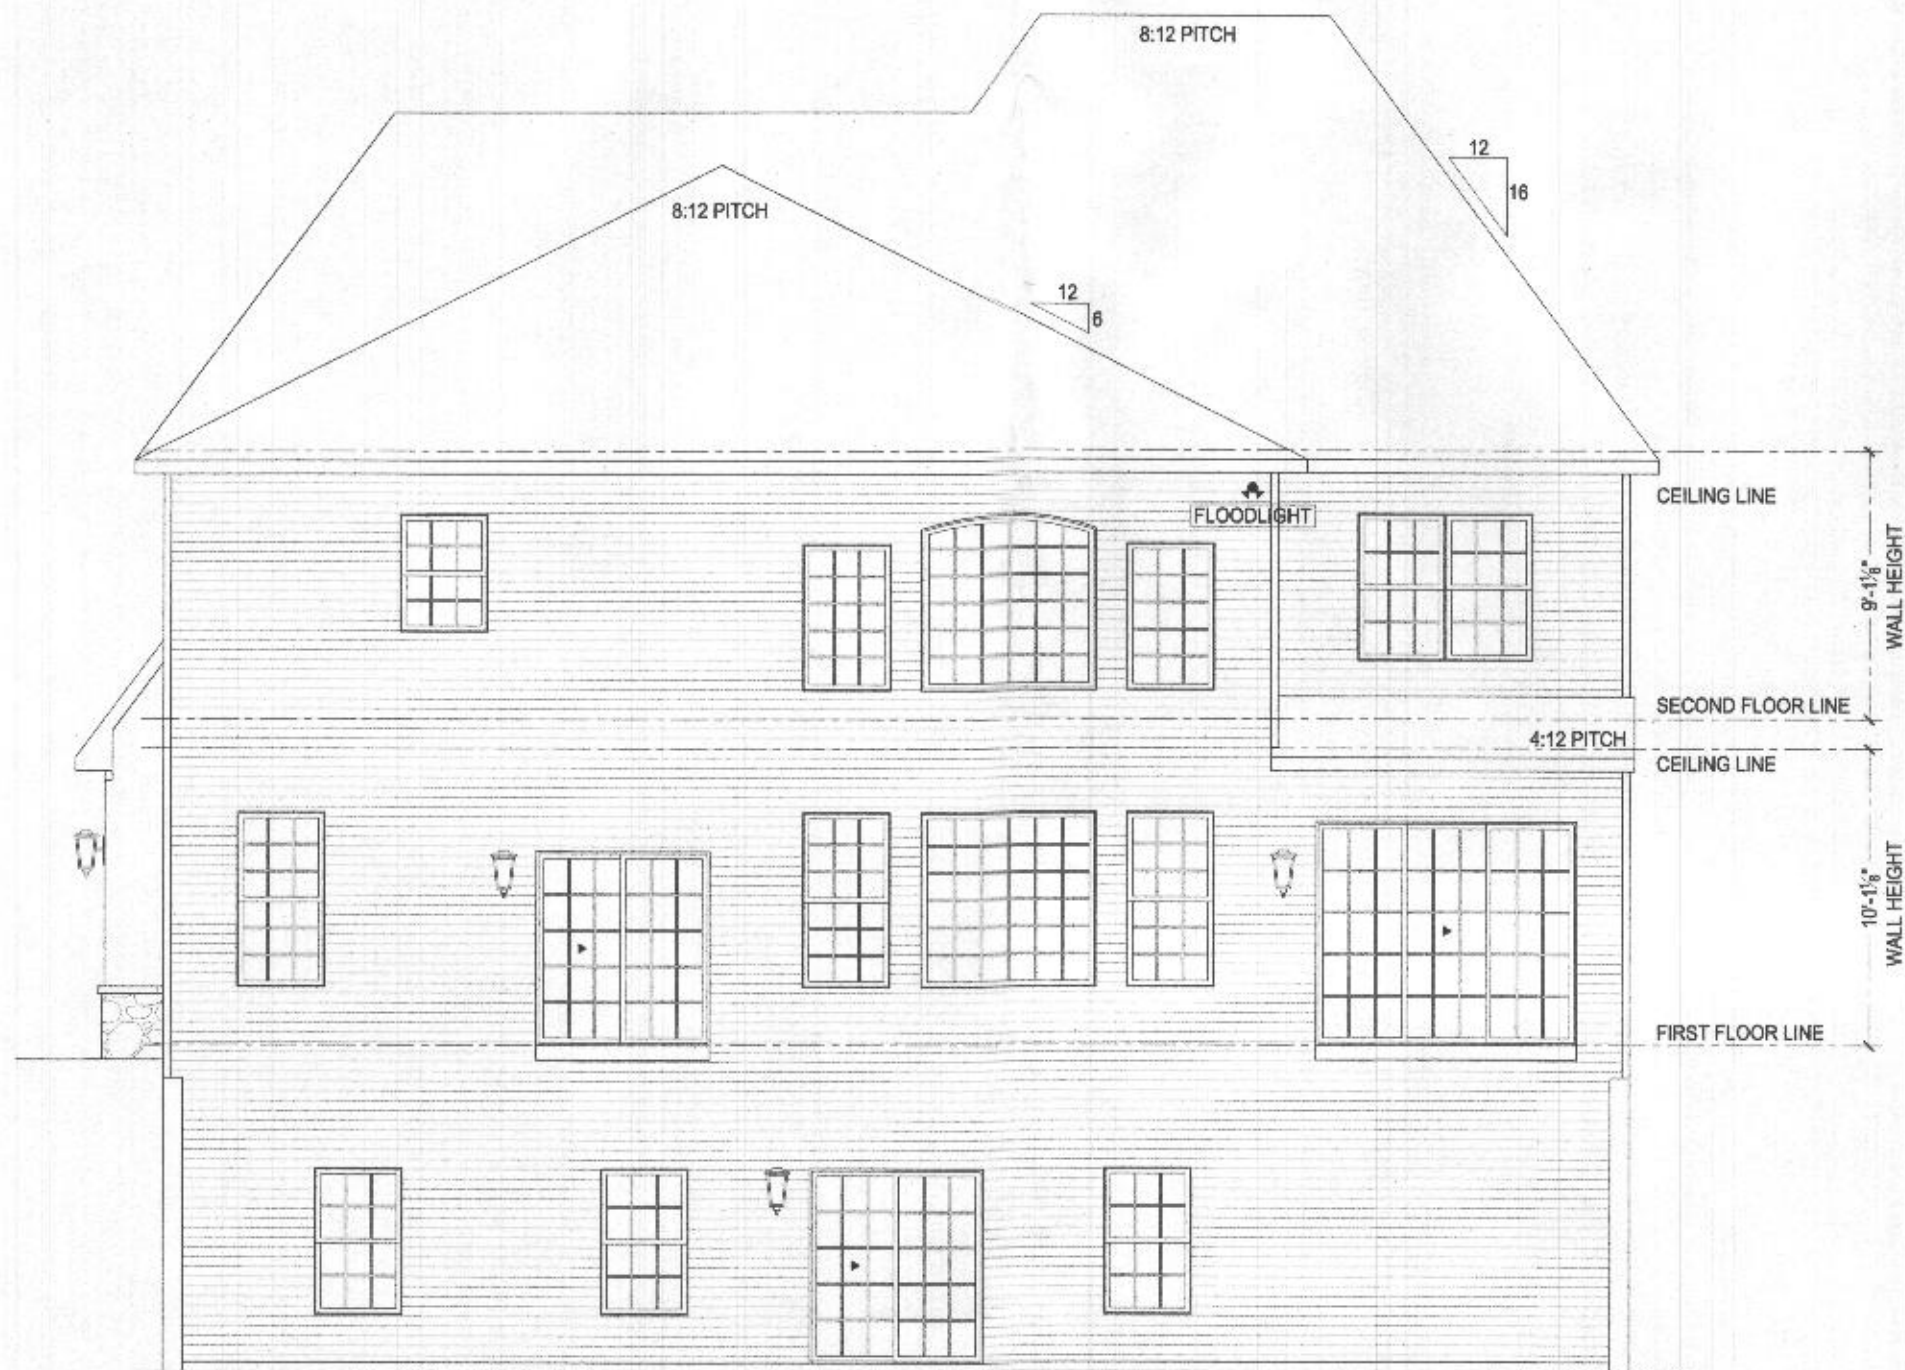 8:12 PITCH
12
16
8:12 PITCH
12
6
CEILING LINE
FLOODLIGHT
9'-1⅛"
WALL HEIGHT
SECOND FLOOR LINE
4:12 PITCH
CEILING LINE
10'-1⅛"
WALL HEIGHT
FIRST FLOOR LINE